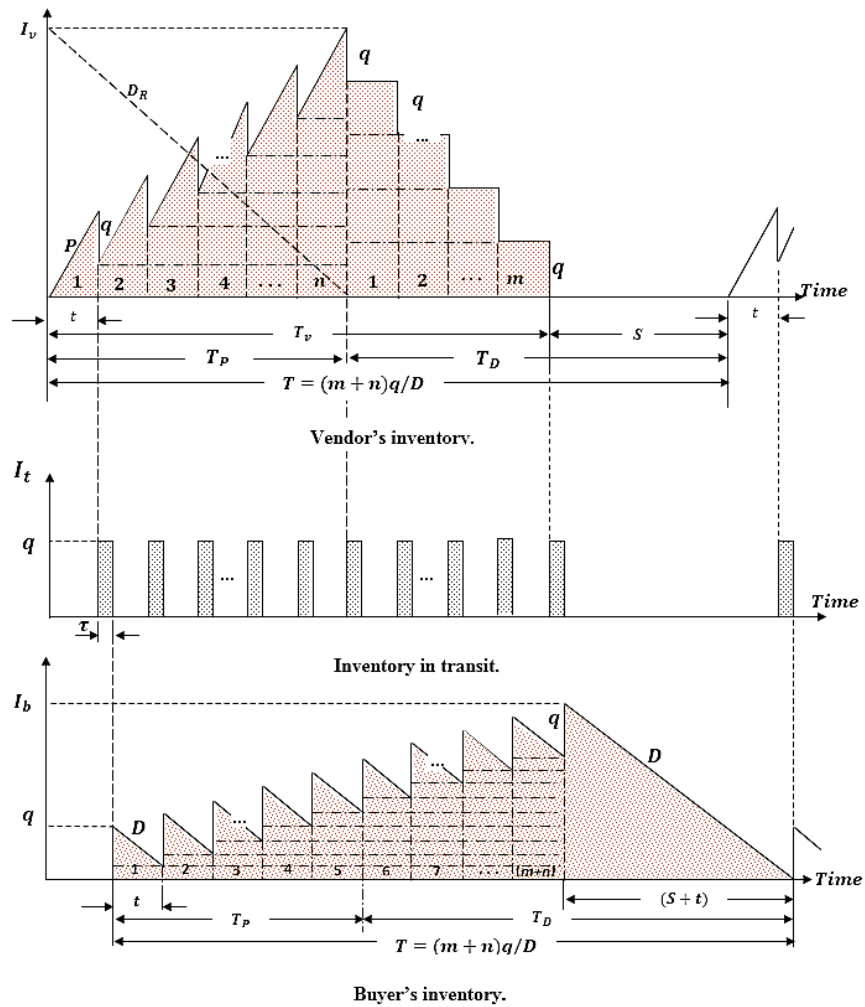 I_v
q
q
D_R
...
P
q
1 2 3 4 ... n 1 2 ... m q
Time
t T_v S t
T_P T_D
T = (m + n)q/D
Vendor's inventory.
I_t
q
... ...
Time
τ
Inventory in transit.
I_b
q
D
...
q D
...
1 2 3 4 5 6 7 ... (m+n)
Time
t (S + t)
T_P T_D
T = (m + n)q/D
Buyer's inventory.